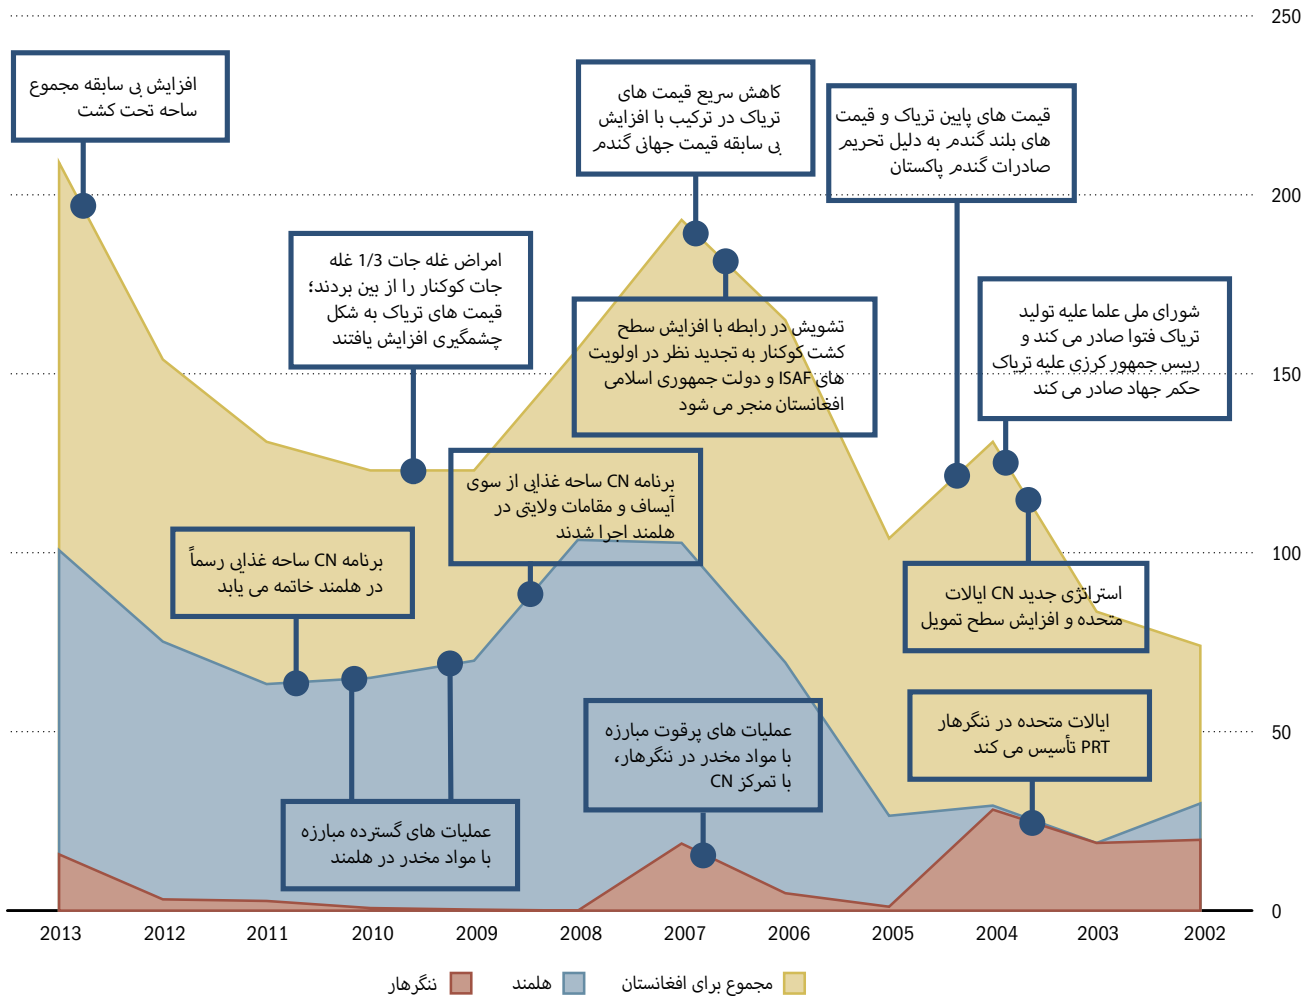 250
200
150
100
50
0
قیمت های پایین تریاک و قیمت
های بلند گندم به دلیل تحریم
صادرات گندم پاکستان
کاهش سریع قیمت های
تریاک در ترکیب با افزایش
بی سابقه قیمت جهانی گندم
افزایش بی سابقه مجموع
ساحه تحت کشت
شورای ملی علما علیه تولید
تریاک فتوا صادر می کند و
رییس جمهور کرزی علیه تریاک
حکم جهاد صادر می کند
تشویش در رابطه با افزایش سطح
کشت کوکنار به تجدید نظر در اولویت
های ISAF و دولت جمهوری اسلامی
افغانستان منجر می شود
امراض غله جات 1/3 غله
جات کوکنار را از بین بردند؛
قیمت های تریاک به شکل
چشمگیری افزایش یافتند
برنامه CN ساحه غذایی از سوی
آیساف و مقامات ولایتی در
هلمند اجرا شدند
برنامه CN ساحه غذایی رسماً
در هلمند خاتمه می یابد
استراتژی جدید CN ایالات
متحده و افزایش سطح تمویل
ایالات متحده در ننگرهار
PRT تأسیس می کند
عملیات های پرقوت مبارزه
با مواد مخدر در ننگرهار،
با تمرکز CN
عملیات های گسترده مبارزه
با مواد مخدر در هلمند
2013 2012 2011 2010 2009 2008 2007 2006 2005 2004 2003 2002
مجموع برای افغانستان
هلمند
ننگرهار